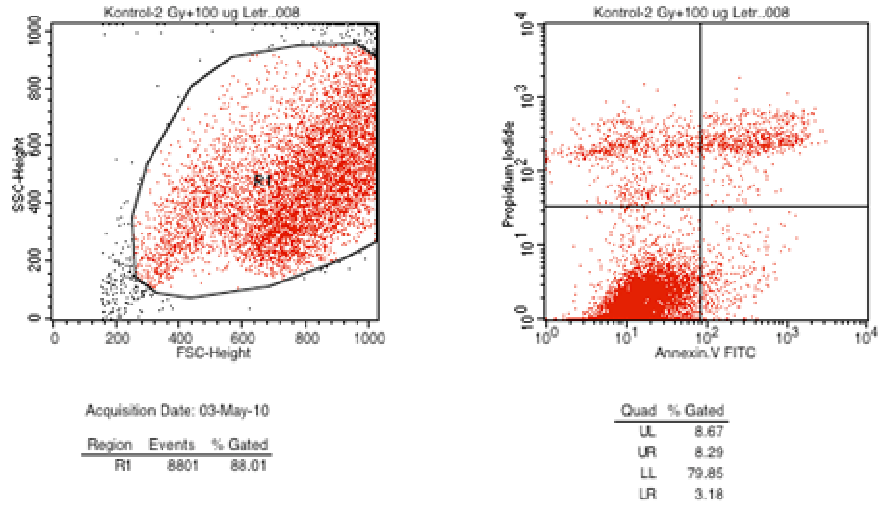 Kontrol-2 Gy+100 ug Letr..008
SSC-Height
1000
800
600
400
200
0
R1
0 200 400 600 800 1000
FSC-Height
Kontrol-2 Gy+100 ug Letr..008
Propidium Iodide
10^4
10^3
10^2
10^1
10^0
10^0 10^1 10^2 10^3 10^4
Annexin.V FITC
Acquisition Date: 03-May-10
Region Events % Gated
R1 8801 88.01
Quad % Gated
UL 8.67
UR 8.29
LL 79.85
LR 3.18